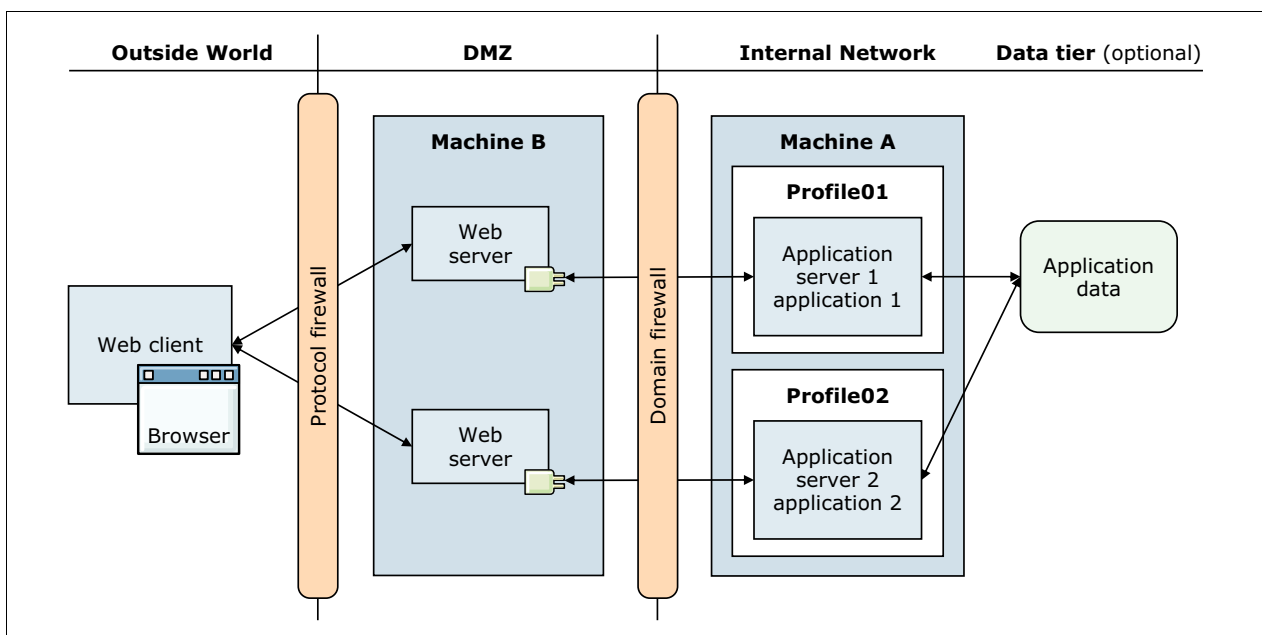 Outside World
DMZ
Internal Network
Data tier (optional)
Protocol firewall
Domain firewall
Machine B
Machine A
Profile01
Web
server
Application
server 1
application 1
Application
data
Web client
Browser
Profile02
Web
server
Application
server 2
application 2